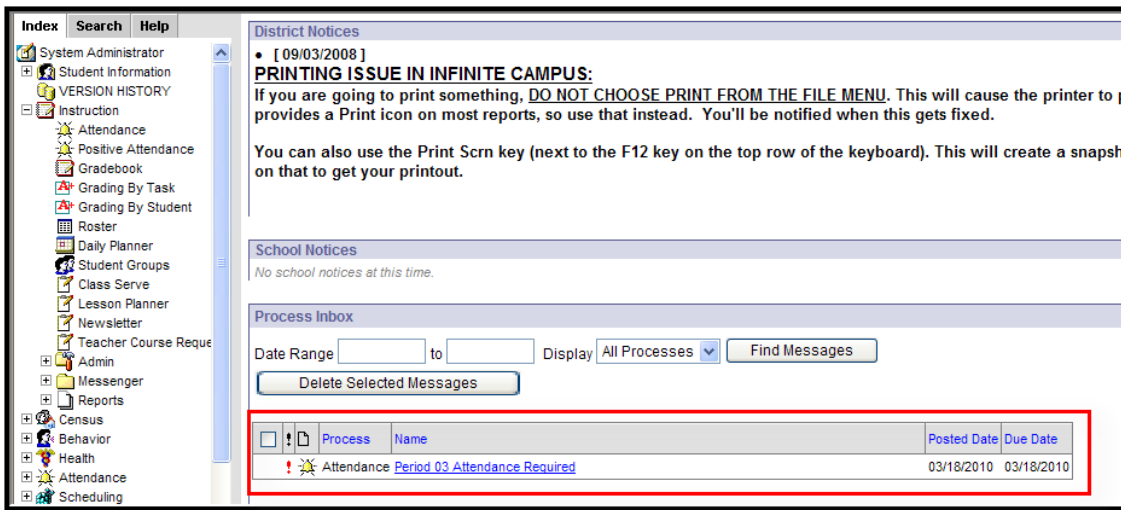 Index Search Help
System Administrator
Student Information
VERSION HISTORY
Instruction
Attendance
Positive Attendance
Gradebook
Grading By Task
Grading By Student
Roster
Daily Planner
Student Groups
Class Serve
Lesson Planner
Newsletter
Teacher Course Reque
Admin
Messenger
Reports
Census
Behavior
Health
Attendance
Scheduling
District Notices
• [ 09/03/2008 ]
PRINTING ISSUE IN INFINITE CAMPUS:
If you are going to print something, DO NOT CHOOSE PRINT FROM THE FILE MENU. This will cause the printer to p
provides a Print icon on most reports, so use that instead. You'll be notified when this gets fixed.
You can also use the Print Scrn key (next to the F12 key on the top row of the keyboard). This will create a snapsh
on that to get your printout.
School Notices
No school notices at this time.
Process Inbox
Date Range to Display All Processes Find Messages
Delete Selected Messages
! Process Name Posted Date Due Date
! Attendance Period 03 Attendance Required 03/18/2010 03/18/2010